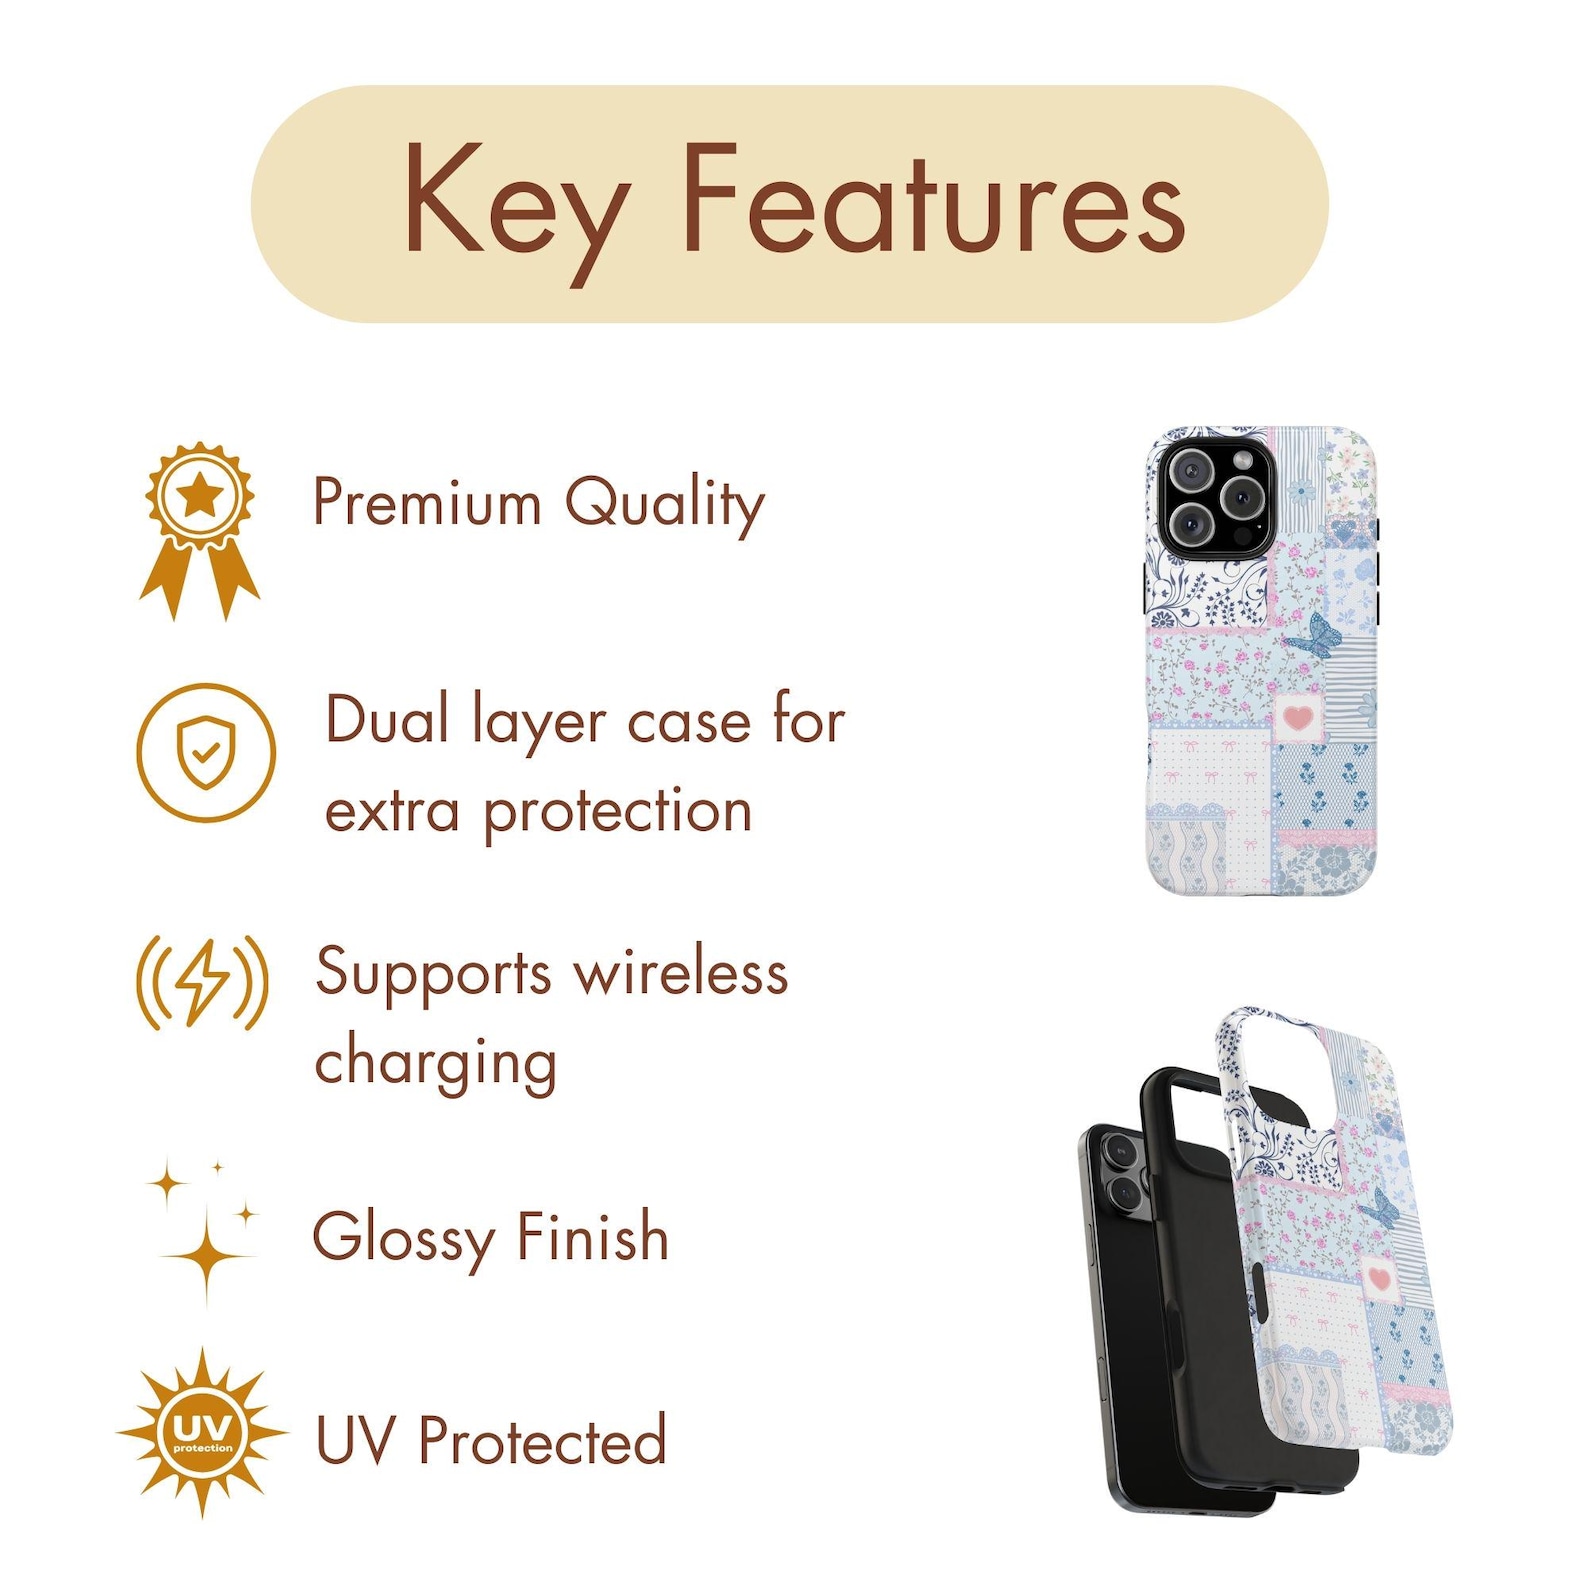 Key Features
Premium Quality
Dual layer case for
extra protection
Supports wireless
charging
Glossy Finish
UV
protection
UV Protected